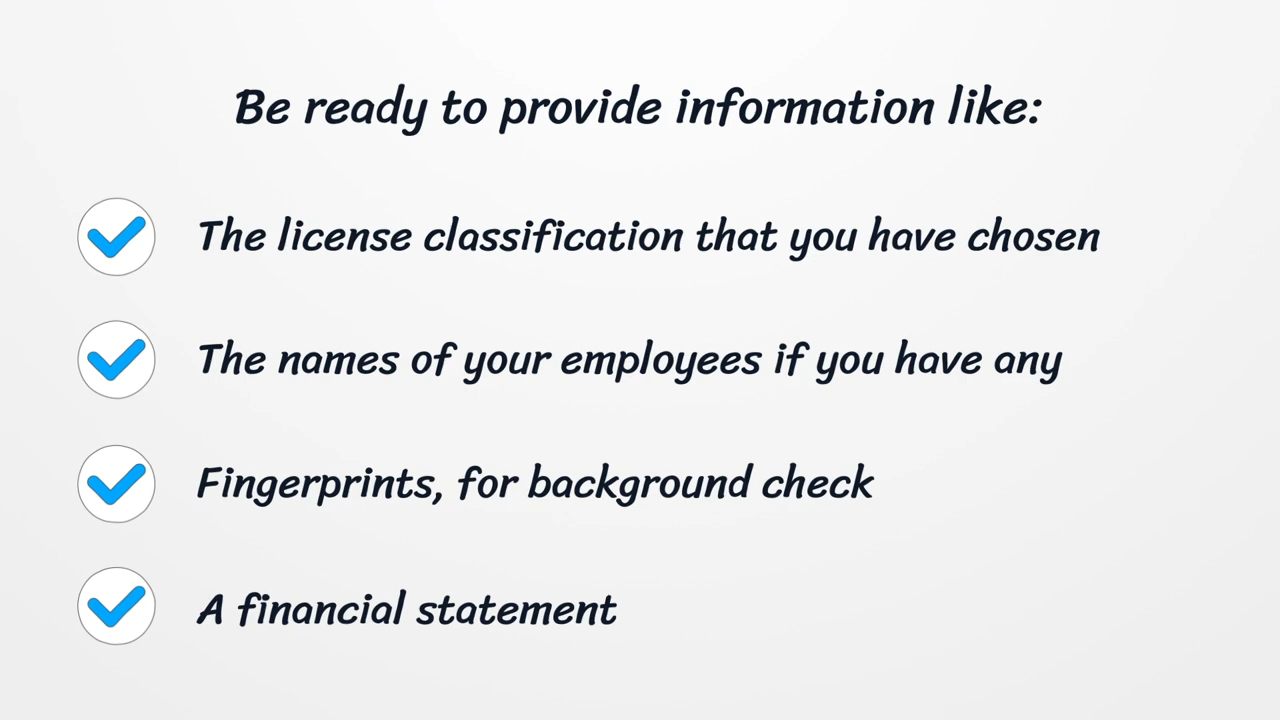 Be ready to provide information like:
The license classification that you have chosen
The names of your employees if you have any
Fingerprints, for background check
A financial statement